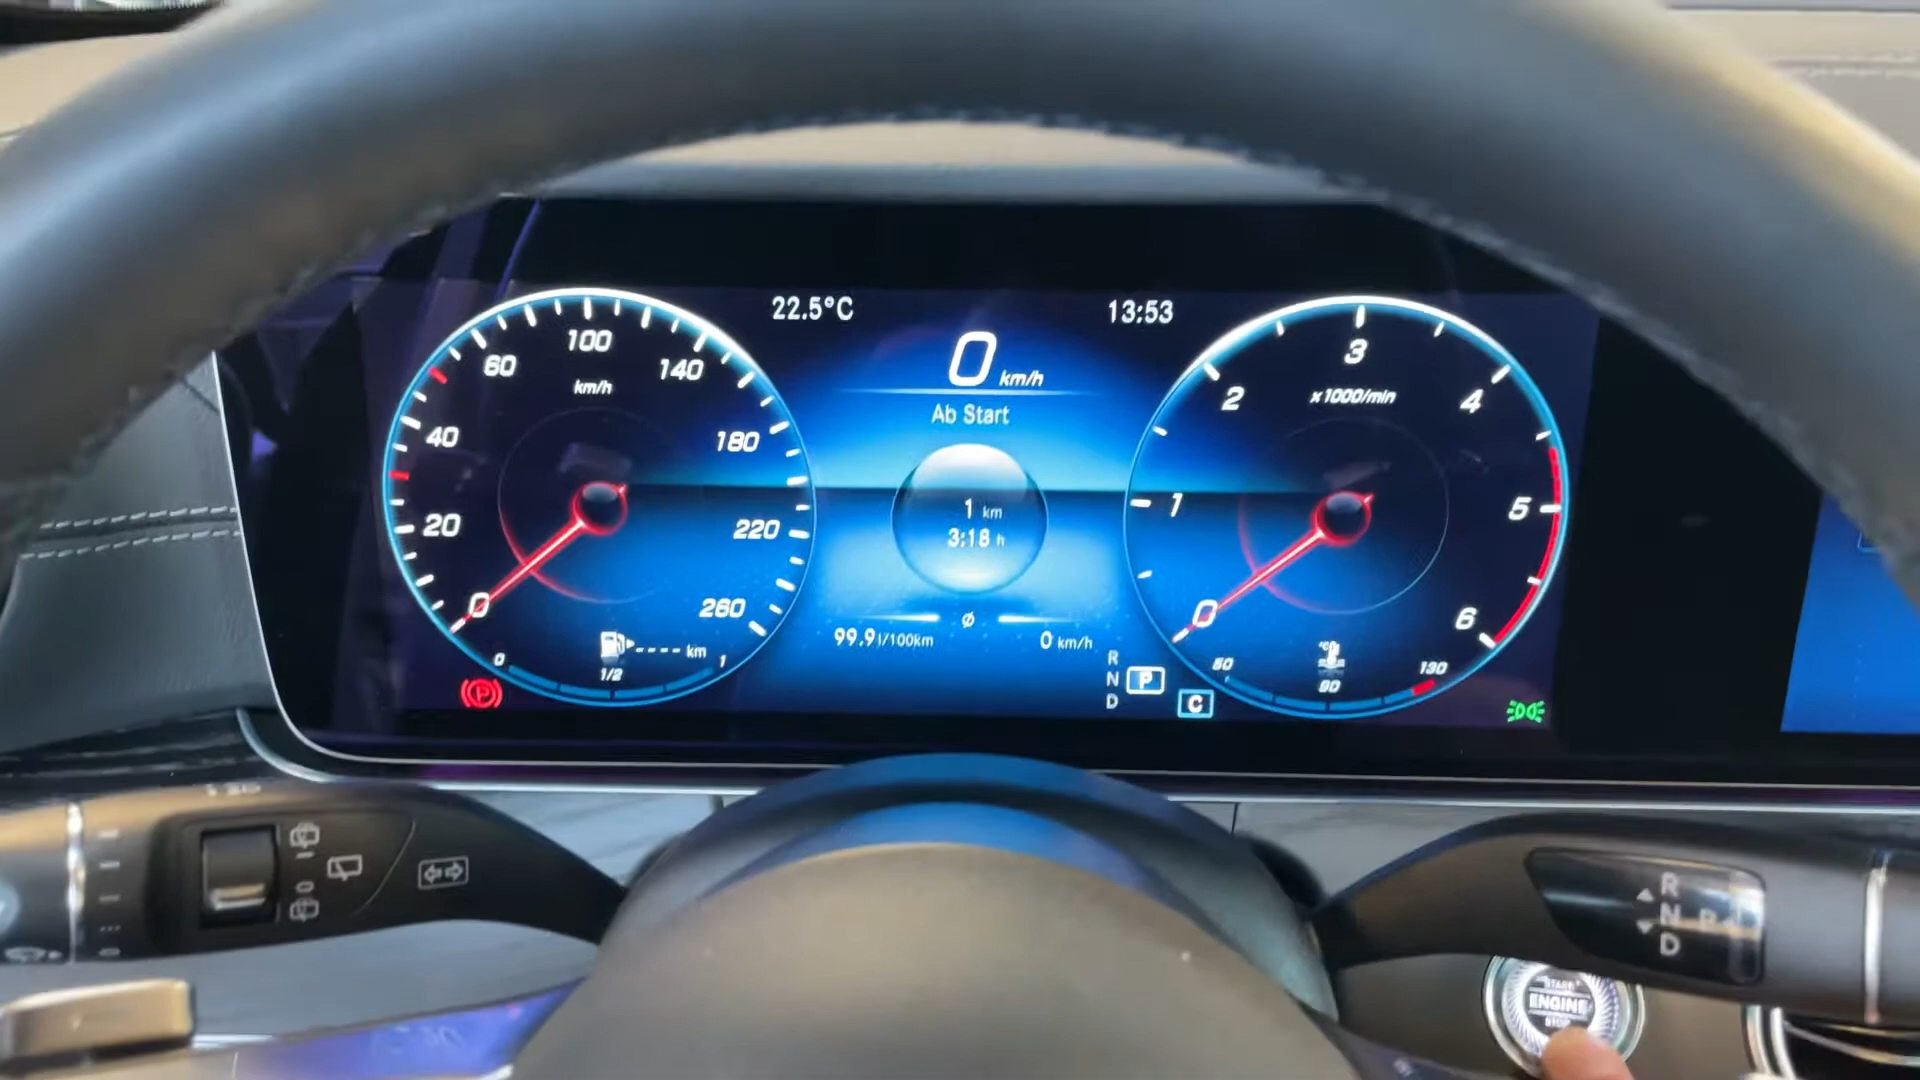 22.5°C
13:53
0 km/h
Ab Start
1 km
3:18 h
Ø
99.9 l/100km
0 km/h
0
20
40
60
100
140
180
220
260
km/h
---- km
0
1/2
1
P
R
N
D
P
C
0
1
2
3
4
5
6
x1000/min
°C
50
90
130
R
N
D
P
START
ENGINE
STOP